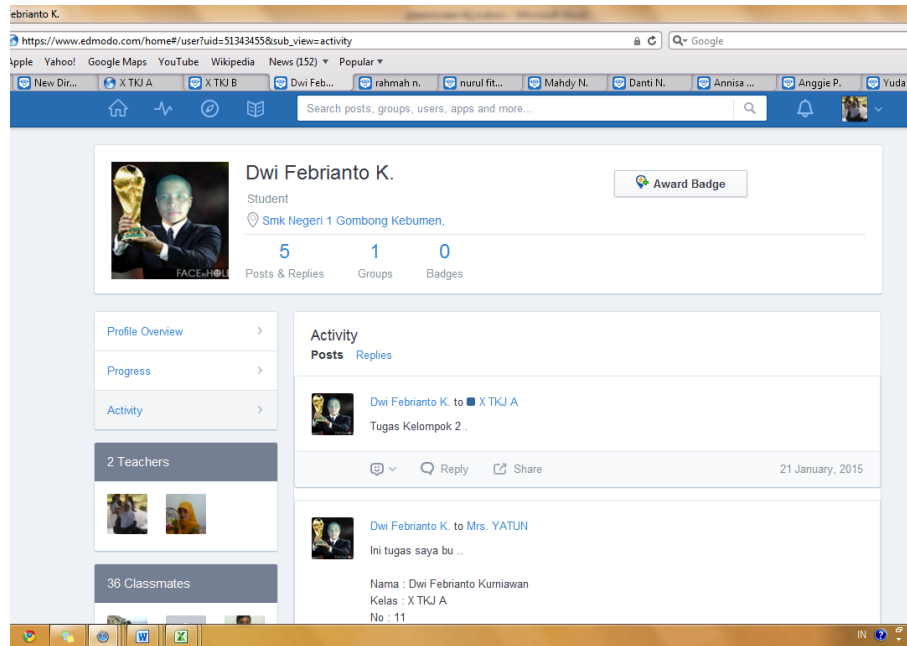 ebrianto K.
https://www.edmodo.com/home#/user?uid=51343455&sub_view=activity
Google
Apple Yahoo! Google Maps YouTube Wikipedia News (152) Popular
New Dir... X TKJ A X TKJ B Dwi Feb... rahmah n. nurul fit... Mahdy N. Danti N. Annisa ... Anggie P. Yuda
Search posts, groups, users, apps and more...
Dwi Febrianto K.
Award Badge
Student
Smk Negeri 1 Gombong Kebumen,
5 1 0
Posts & Replies Groups Badges
FACEinHOL
Profile Overview
Progress
Activity
2 Teachers
36 Classmates
Activity
Posts Replies
Dwi Febrianto K. to X TKJ A
Tugas Kelompok 2 .
Reply Share 21 January, 2015
Dwi Febrianto K. to Mrs. YATUN
Ini tugas saya bu ..
Nama : Dwi Febrianto Kurniawan
Kelas : X TKJ A
No : 11
IN